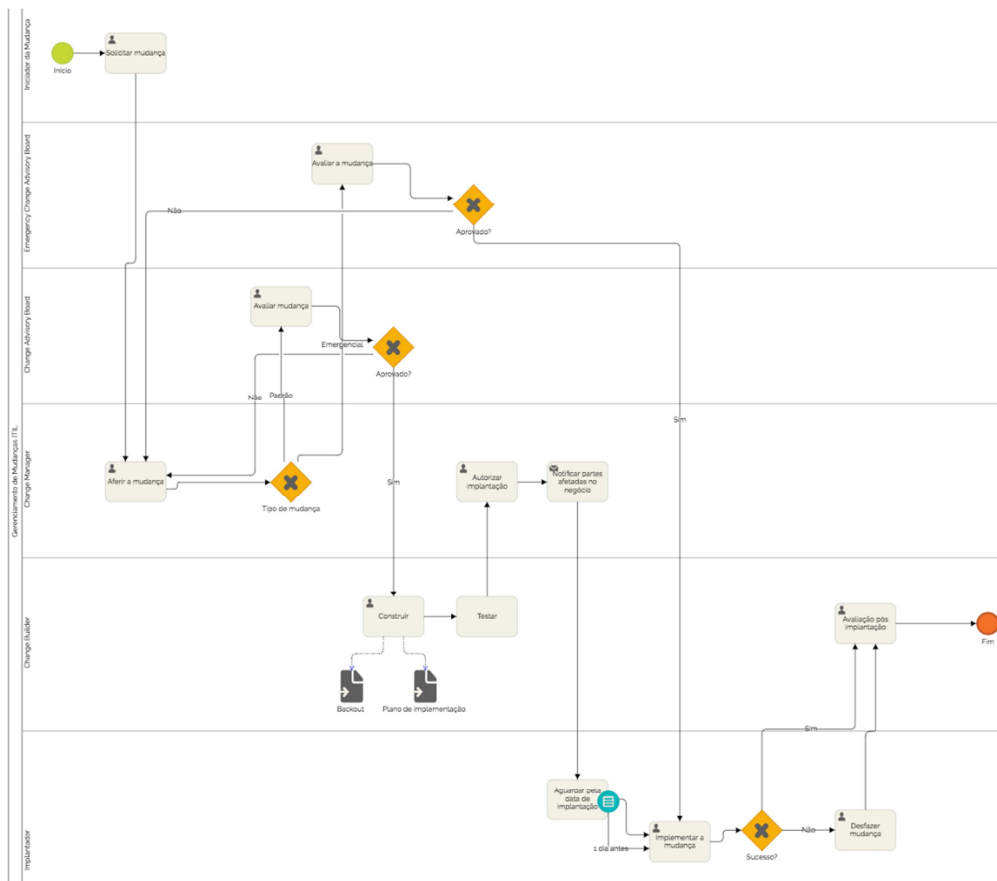 Gerenciamento de Mudanças ITIL
Iniciador da Mudança
Início
Solicitar mudança
Emergency Change Advisory Board
Avaliar a mudança
Aprovado?
Não
Change Advisory Board
Avaliar mudança
Emergencial
Aprovado?
Não
Padrão
Sim
Change Manager
Aferir a mudança
Tipo de mudança
Sim
Autorizar
implantação
Notificar partes
afetadas no
negócio
Change Builder
Construir
Testar
Backout
Plano de implementação
Avaliação pós
implantação
Fim
Sim
Implantador
Aguardar pela
data de
implantação
1 dia antes
Implementar a
mudança
Sucesso?
Não
Desfazer
mudança